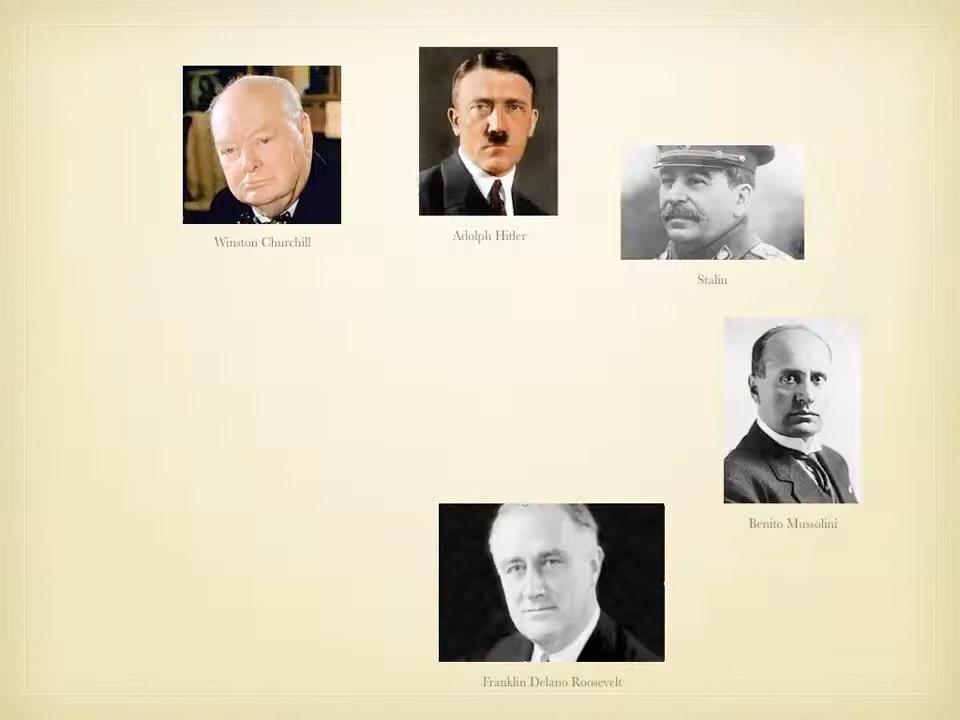 Winston Churchill
Adolph Hitler
Stalin
Benito Mussolini
Franklin Delano Roosevelt